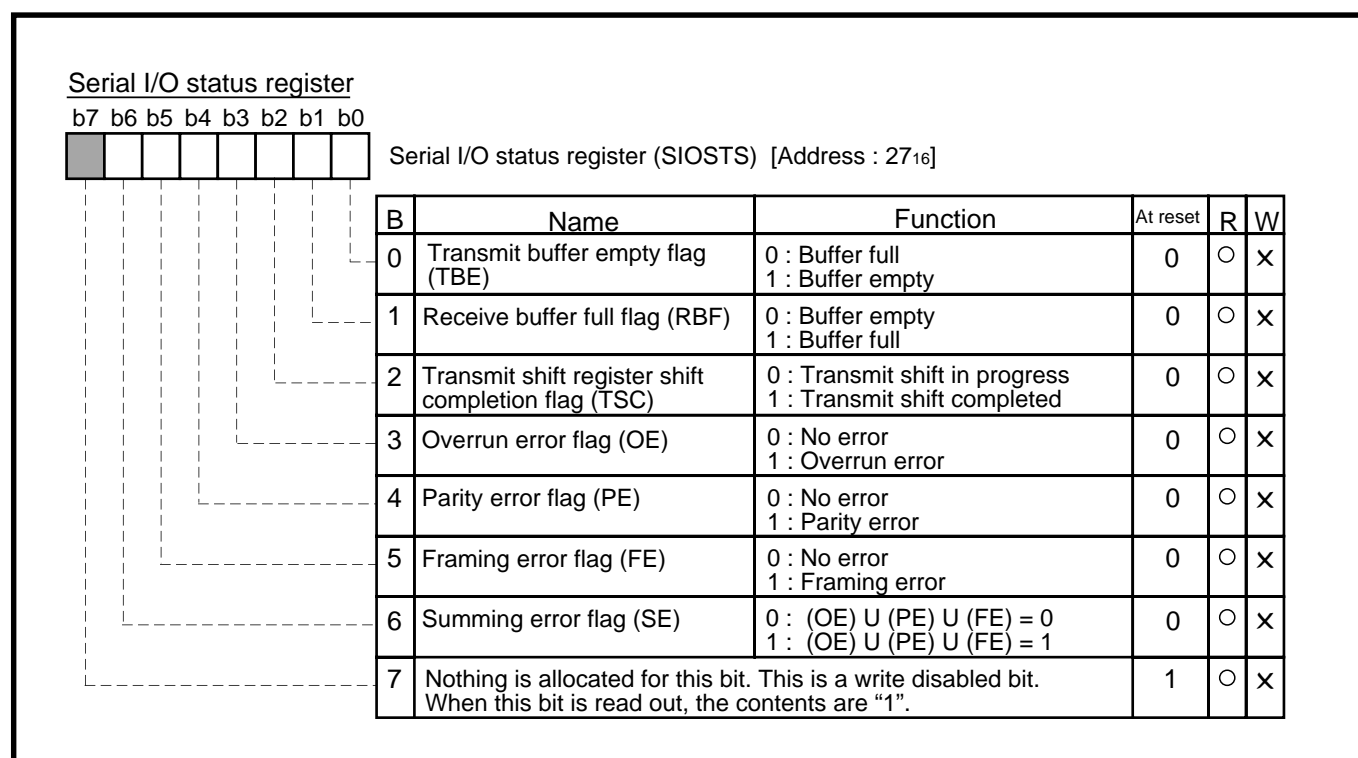 Serial I/O status register
b7 b6 b5 b4 b3 b2 b1 b0
Serial I/O status register (SIOSTS) [Address : 2716]
B Name Function At reset R W
0 Transmit buffer empty flag (TBE) 0 : Buffer full
1 : Buffer empty 0 ○ ×
1 Receive buffer full flag (RBF) 0 : Buffer empty
1 : Buffer full 0 ○ ×
2 Transmit shift register shift completion flag (TSC) 0 : Transmit shift in progress
1 : Transmit shift completed 0 ○ ×
3 Overrun error flag (OE) 0 : No error
1 : Overrun error 0 ○ ×
4 Parity error flag (PE) 0 : No error
1 : Parity error 0 ○ ×
5 Framing error flag (FE) 0 : No error
1 : Framing error 0 ○ ×
6 Summing error flag (SE) 0 : (OE) U (PE) U (FE) = 0
1 : (OE) U (PE) U (FE) = 1 0 ○ ×
7 Nothing is allocated for this bit. This is a write disabled bit.
When this bit is read out, the contents are “1”. 1 ○ ×